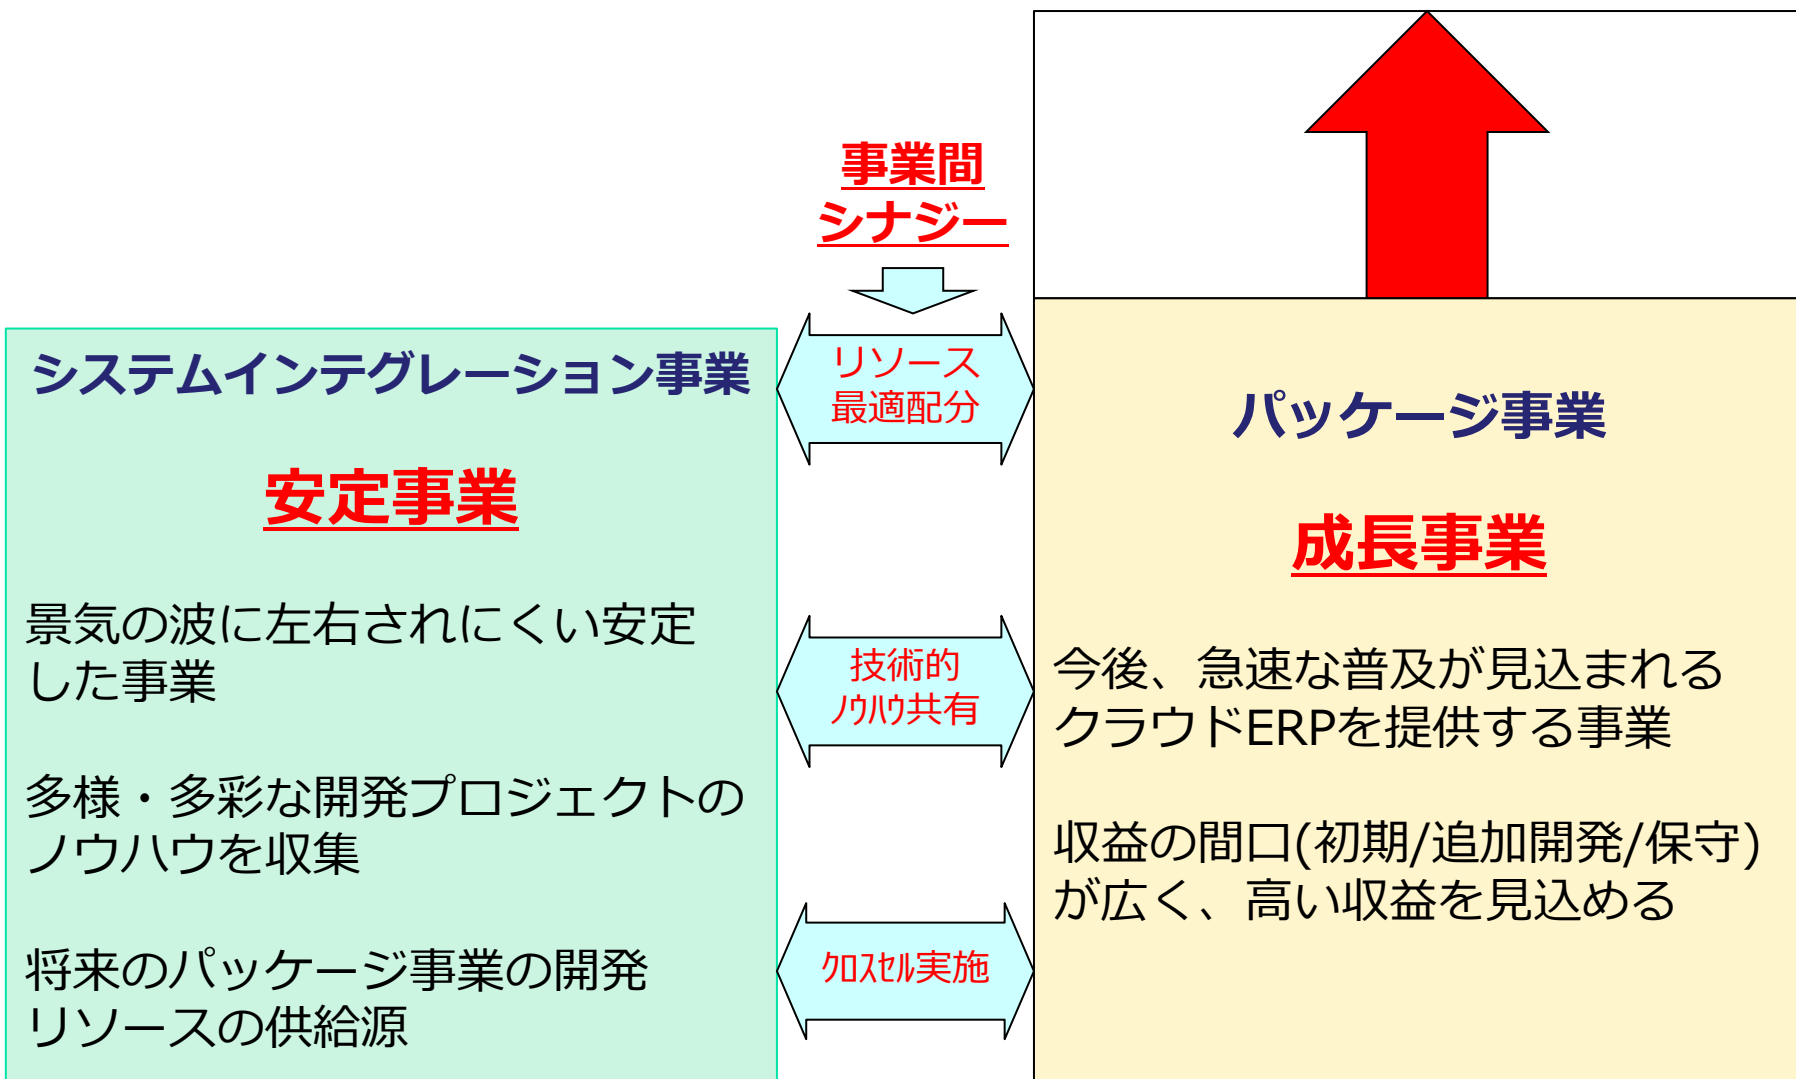 事業間
シナジー
システムインテグレーション事業
安定事業
景気の波に左右されにくい安定
した事業
多様・多彩な開発プロジェクトの
ノウハウを収集
将来のパッケージ事業の開発
リソースの供給源
リソース
最適配分
技術的
ﾉｳﾊｳ共有
ｸﾛｽｾﾙ実施
パッケージ事業
成長事業
今後、急速な普及が見込まれる
クラウドERPを提供する事業
収益の間口(初期/追加開発/保守)
が広く、高い収益を見込める